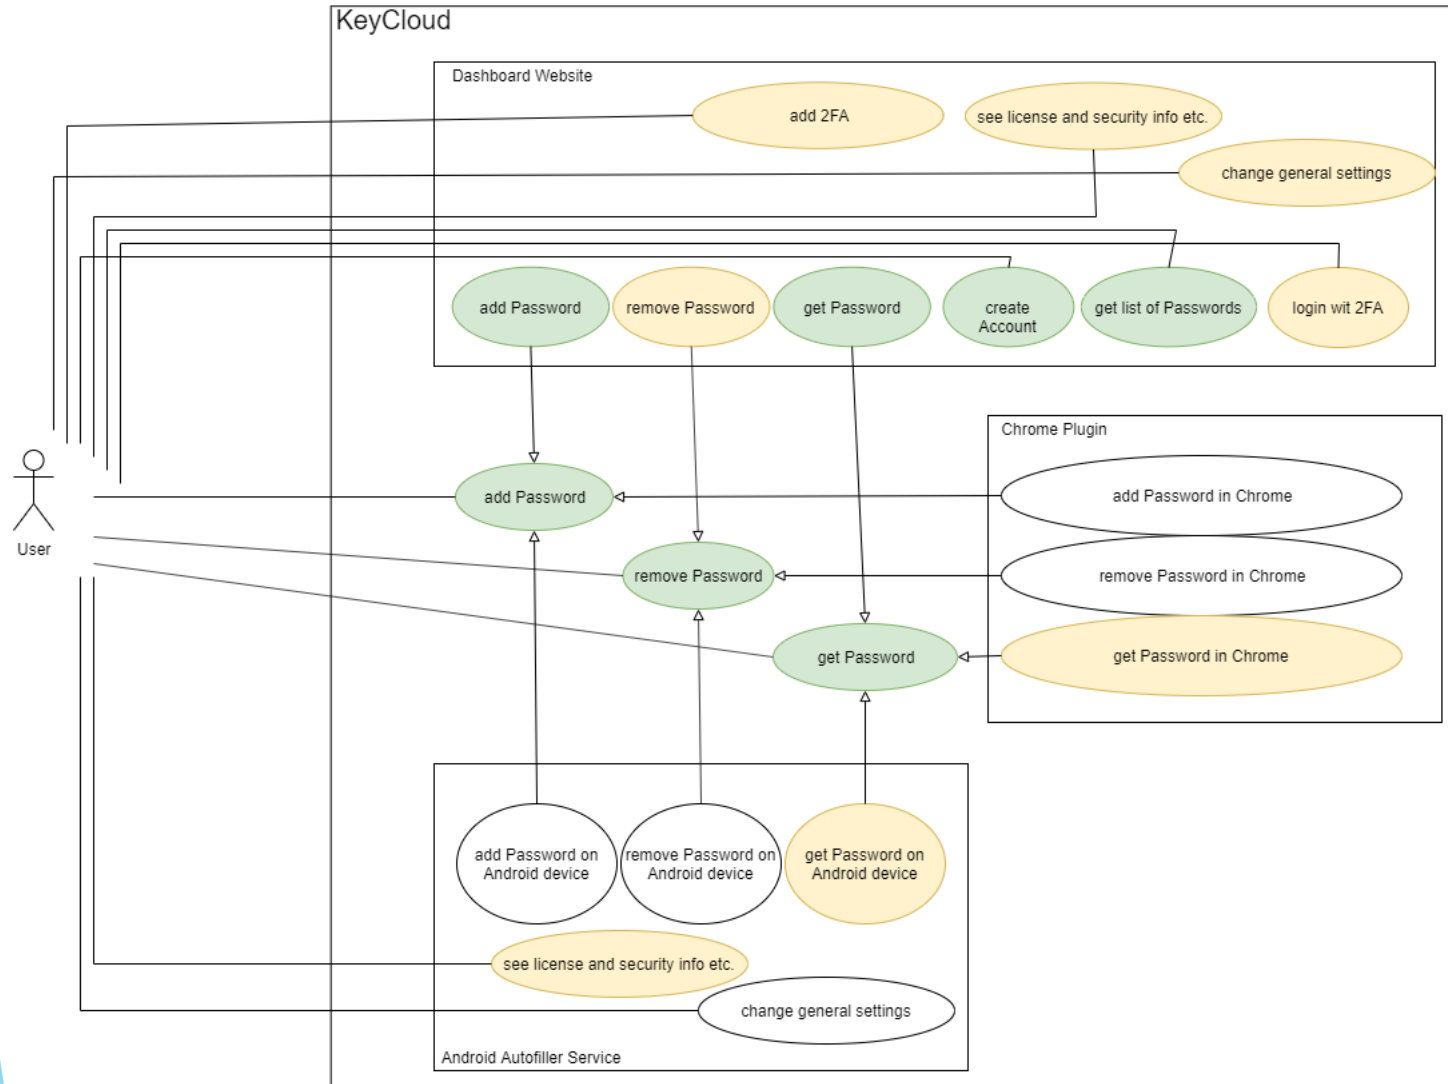 KeyCloud
Dashboard Website
add 2FA
see license and security info etc.
change general settings
add Password
remove Password
get Password
create
Account
get list of Passwords
login wit 2FA
Chrome Plugin
User
add Password
add Password in Chrome
remove Password
remove Password in Chrome
get Password
get Password in Chrome
add Password on
Android device
remove Password on
Android device
get Password on
Android device
see license and security info etc.
change general settings
Android Autofiller Service